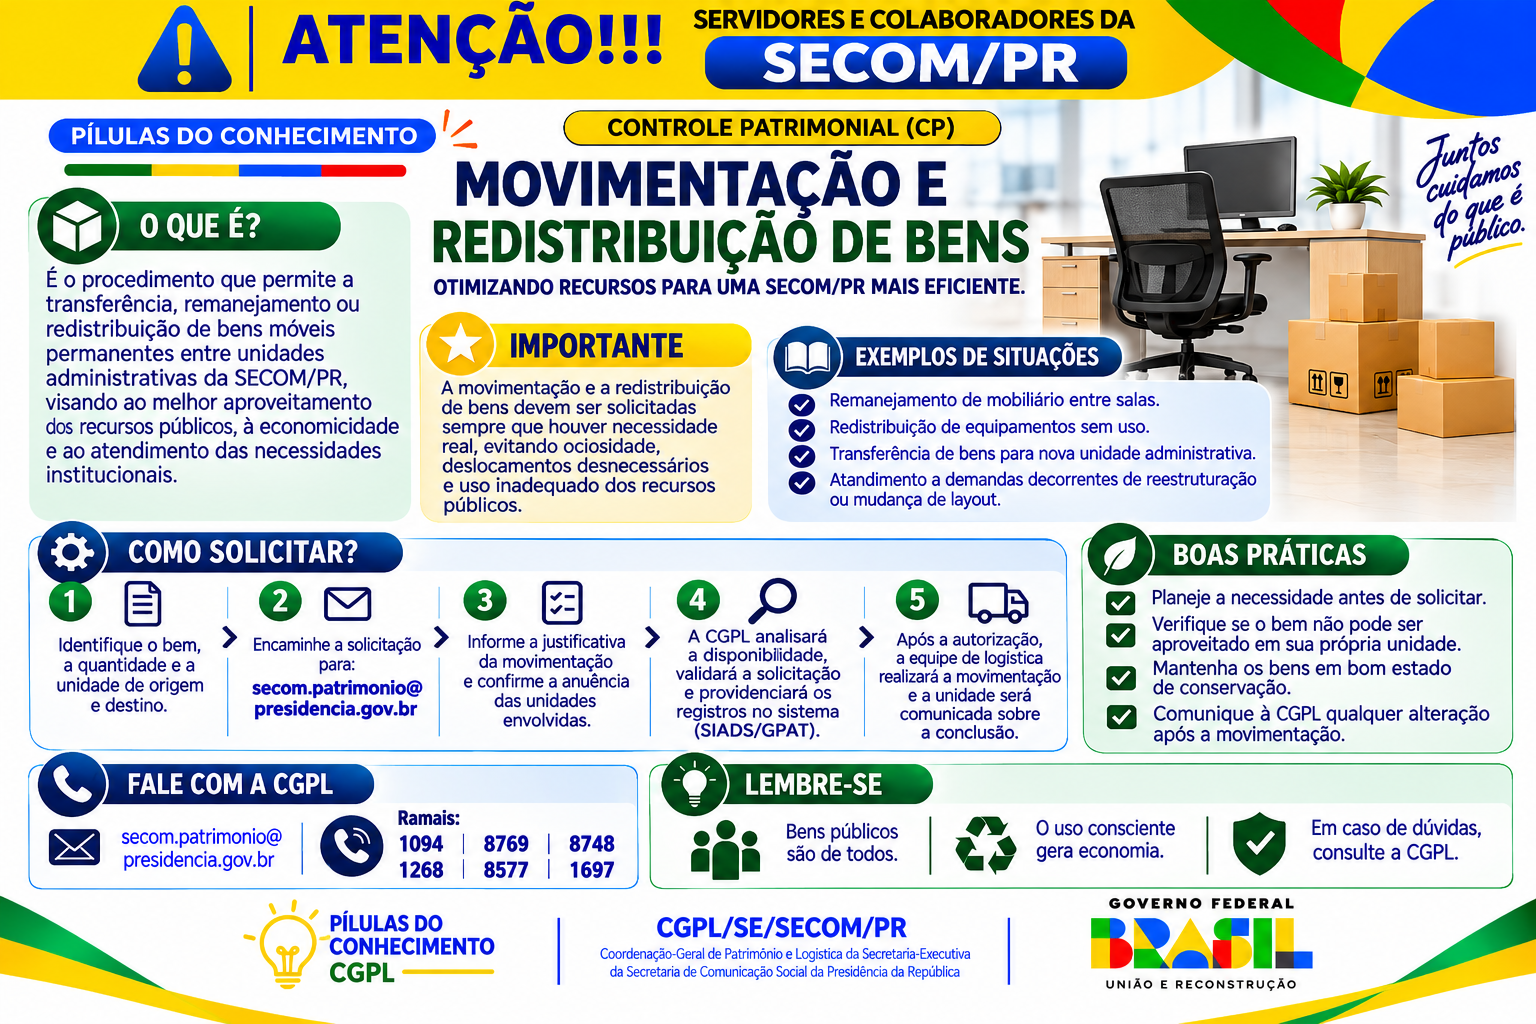 ATENÇÃO!!!
SERVIDORES E COLABORADORES DA
SECOM/PR
PÍLULAS DO CONHECIMENTO
CONTROLE PATRIMONIAL (CP)
MOVIMENTAÇÃO E
REDISTRIBUIÇÃO DE BENS
OTIMIZANDO RECURSOS PARA UMA SECOM/PR MAIS EFICIENTE.
Juntos
cuidamos
do que é
público.
O QUE É?
É o procedimento que permite a
transferência, remanejamento ou
redistribuição de bens móveis
permanentes entre unidades
administrativas da SECOM/PR,
visando ao melhor aproveitamento
dos recursos públicos, à economicidade
e ao atendimento das necessidades
institucionais.
IMPORTANTE
A movimentação e a redistribuição
de bens devem ser solicitadas
sempre que houver necessidade
real, evitando ociosidade,
deslocamentos desnecessários
e uso inadequado dos recursos
públicos.
EXEMPLOS DE SITUAÇÕES
Remanejamento de mobiliário entre salas.
Redistribuição de equipamentos sem uso.
Transferência de bens para nova unidade administrativa.
Atendimento a demandas decorrentes de reestruturação
ou mudança de layout.
COMO SOLICITAR?
1
Identifique o bem,
a quantidade e a
unidade de origem
e destino.
2
Encaminhe a solicitação
para:
secom.patrimonio@
presidencia.gov.br
3
Informe a justificativa
da movimentação
e confirme a anuência
das unidades
envolvidas.
4
A CGPL analisará
a disponibilidade,
validará a solicitação
e providenciará os
registros no sistema
(SIADS/GPAT).
5
Após a autorização,
a equipe de logística
realizará a movimentação
e a unidade será
comunicada sobre
a conclusão.
BOAS PRÁTICAS
Planeje a necessidade antes de solicitar.
Verifique se o bem não pode ser
aproveitado em sua própria unidade.
Mantenha os bens em bom estado
de conservação.
Comunique à CGPL qualquer alteração
após a movimentação.
FALE COM A CGPL
secom.patrimonio@
presidencia.gov.br
Ramais:
1094 | 8769 | 8748
1268 | 8577 | 1697
LEMBRE-SE
Bens públicos
são de todos.
O uso consciente
gera economia.
Em caso de dúvidas,
consulte a CGPL.
PÍLULAS DO
CONHECIMENTO
CGPL
CGPL/SE/SECOM/PR
Coordenação-Geral de Patrimônio e Logística da Secretaria-Executiva
da Secretaria de Comunicação Social da Presidência da República
GOVERNO FEDERAL
BRASIL
UNIÃO E RECONSTRUÇÃO